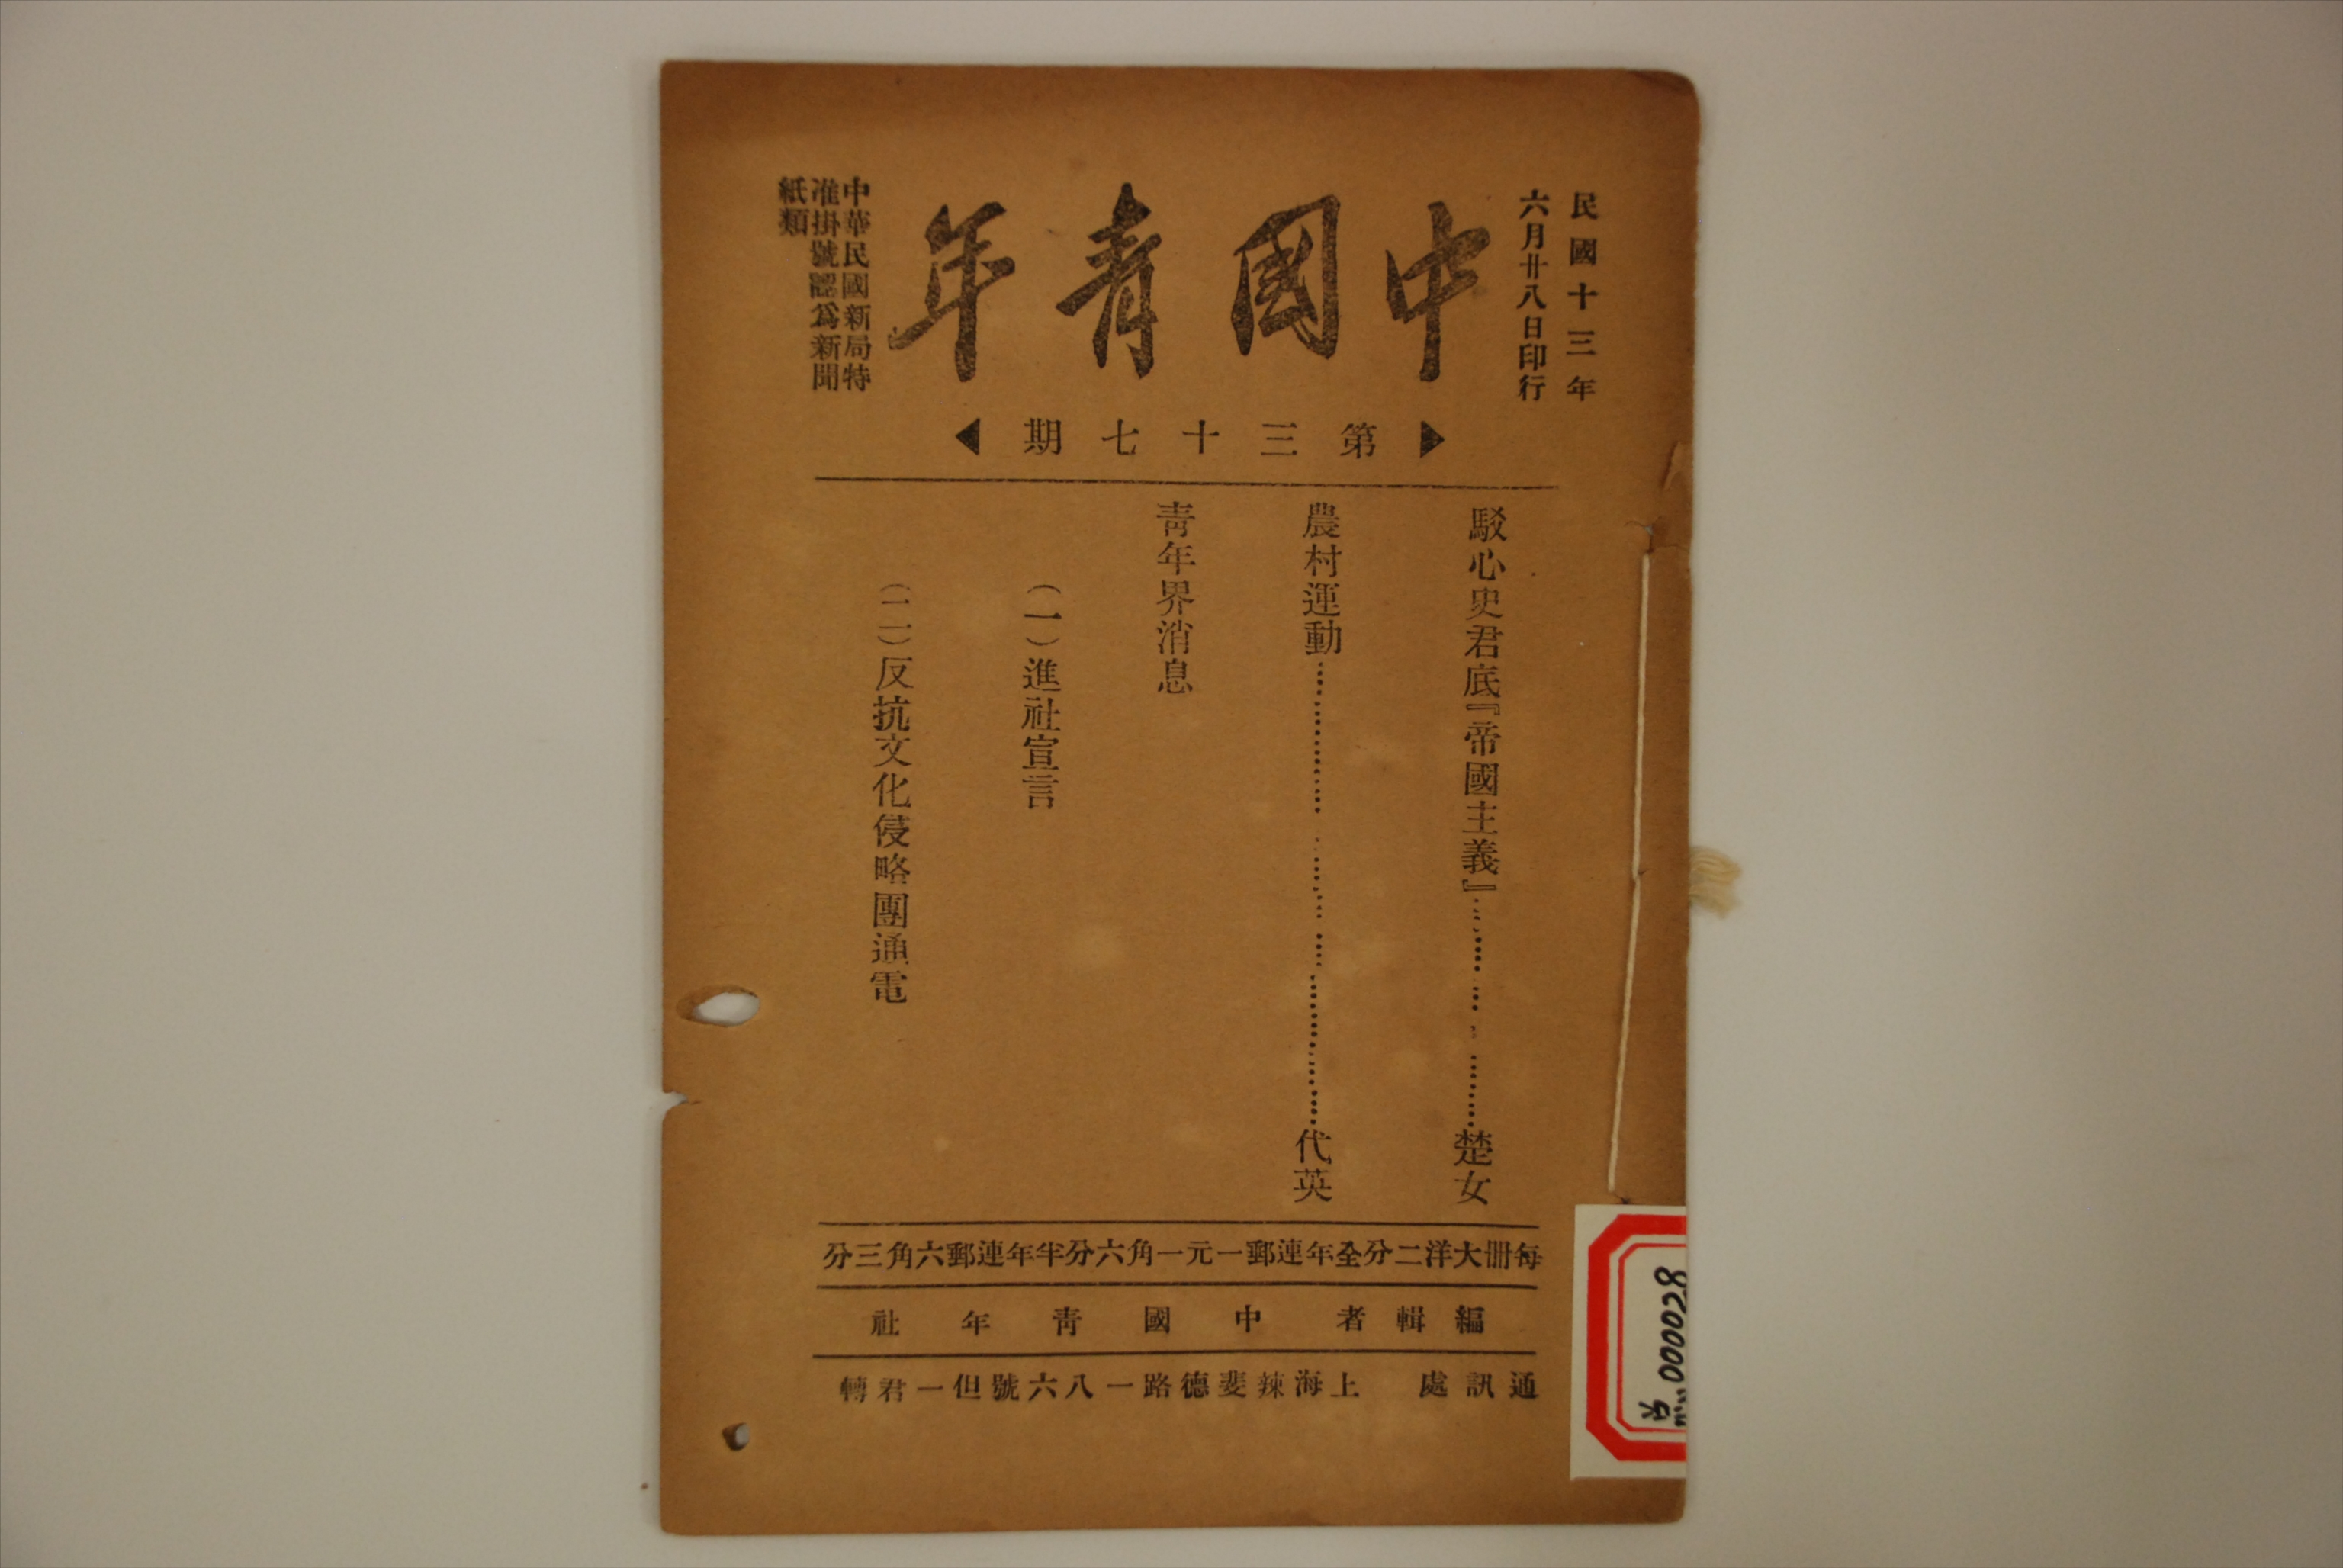 民國十三年
六月廿八日印行
中國青年
中華民國新局特
准掛號認爲新聞
紙類
第三十七期
駁心史君底『帝國主義』……………楚女
農村運動……………………代英
青年界消息
（一）進社宣言
（二）反抗文化侵略團通電
每冊大洋二分全年連郵一元一角六分半年連郵六角三分
編輯者 中國青年社
通訊處 上海辣斐德路一八六號但一君轉
000028